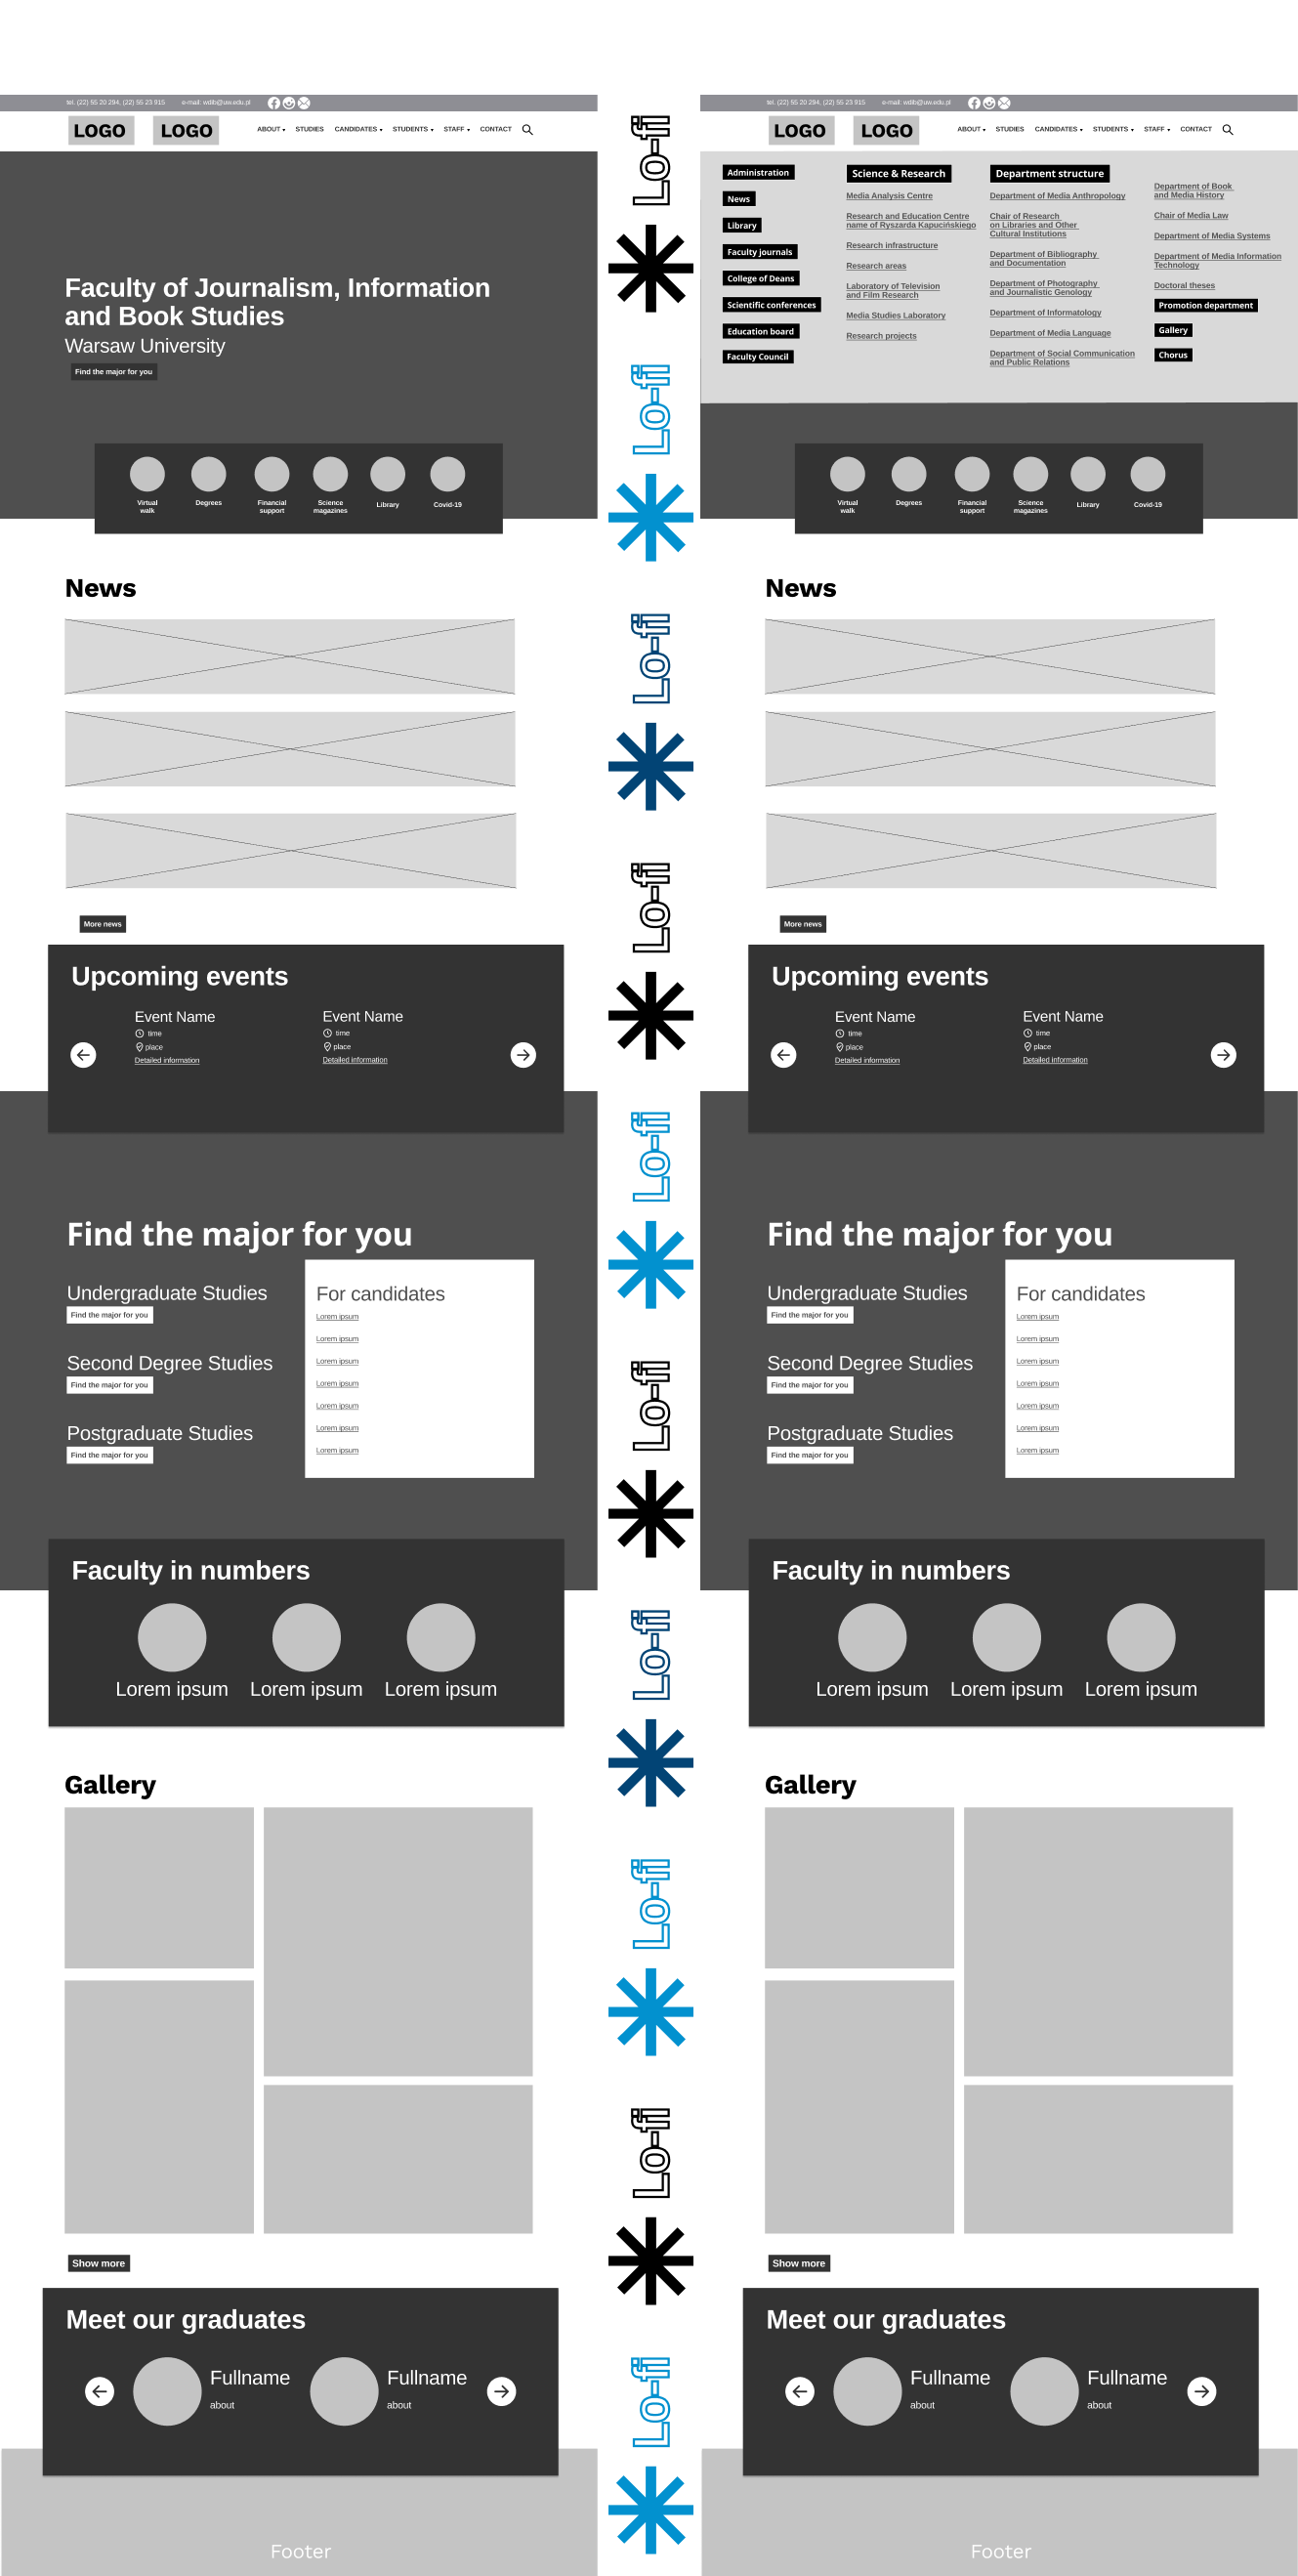 tel. (22) 55 20 294, (22) 55 23 915 e-mail: wdib@uw.edu.pl
LOGO LOGO ABOUT STUDIES CANDIDATES STUDENTS STAFF CONTACT
Faculty of Journalism, Information
and Book Studies
Warsaw University
Find the major for you
Virtual
walk
Degrees
Financial
support
Science
magazines
Library
Covid-19
News
More news
Upcoming events
Event Name
time
place
Detailed information
Event Name
time
place
Detailed information
Find the major for you
Undergraduate Studies
Find the major for you
Second Degree Studies
Find the major for you
Postgraduate Studies
Find the major for you
For candidates
Lorem ipsum
Lorem ipsum
Lorem ipsum
Lorem ipsum
Lorem ipsum
Lorem ipsum
Lorem ipsum
Faculty in numbers
Lorem ipsum Lorem ipsum Lorem ipsum
Gallery
Show more
Meet our graduates
Fullname
about
Fullname
about
Footer
Lo-fi
Lo-fi
Lo-fi
Lo-fi
Lo-fi
Lo-fi
Lo-fi
Lo-fi
Lo-fi
Lo-fi
tel. (22) 55 20 294, (22) 55 23 915 e-mail: wdib@uw.edu.pl
LOGO LOGO ABOUT STUDIES CANDIDATES STUDENTS STAFF CONTACT
Administration
News
Library
Faculty journals
College of Deans
Scientific conferences
Education board
Faculty Council
Science & Research
Media Analysis Centre
Research and Education Centre
name of Ryszarda Kapucińskiego
Research infrastructure
Research areas
Laboratory of Television
and Film Research
Media Studies Laboratory
Research projects
Department structure
Department of Media Anthropology
Chair of Research
on Libraries and Other
Cultural Institutions
Department of Bibliography
and Documentation
Department of Photography
and Journalistic Genology
Department of Informatology
Department of Media Language
Department of Social Communication
and Public Relations
Department of Book
and Media History
Chair of Media Law
Department of Media Systems
Department of Media Information
Technology
Doctoral theses
Promotion department
Gallery
Chorus
Virtual
walk
Degrees
Financial
support
Science
magazines
Library
Covid-19
News
More news
Upcoming events
Event Name
time
place
Detailed information
Event Name
time
place
Detailed information
Find the major for you
Undergraduate Studies
Find the major for you
Second Degree Studies
Find the major for you
Postgraduate Studies
Find the major for you
For candidates
Lorem ipsum
Lorem ipsum
Lorem ipsum
Lorem ipsum
Lorem ipsum
Lorem ipsum
Lorem ipsum
Faculty in numbers
Lorem ipsum Lorem ipsum Lorem ipsum
Gallery
Show more
Meet our graduates
Fullname
about
Fullname
about
Footer